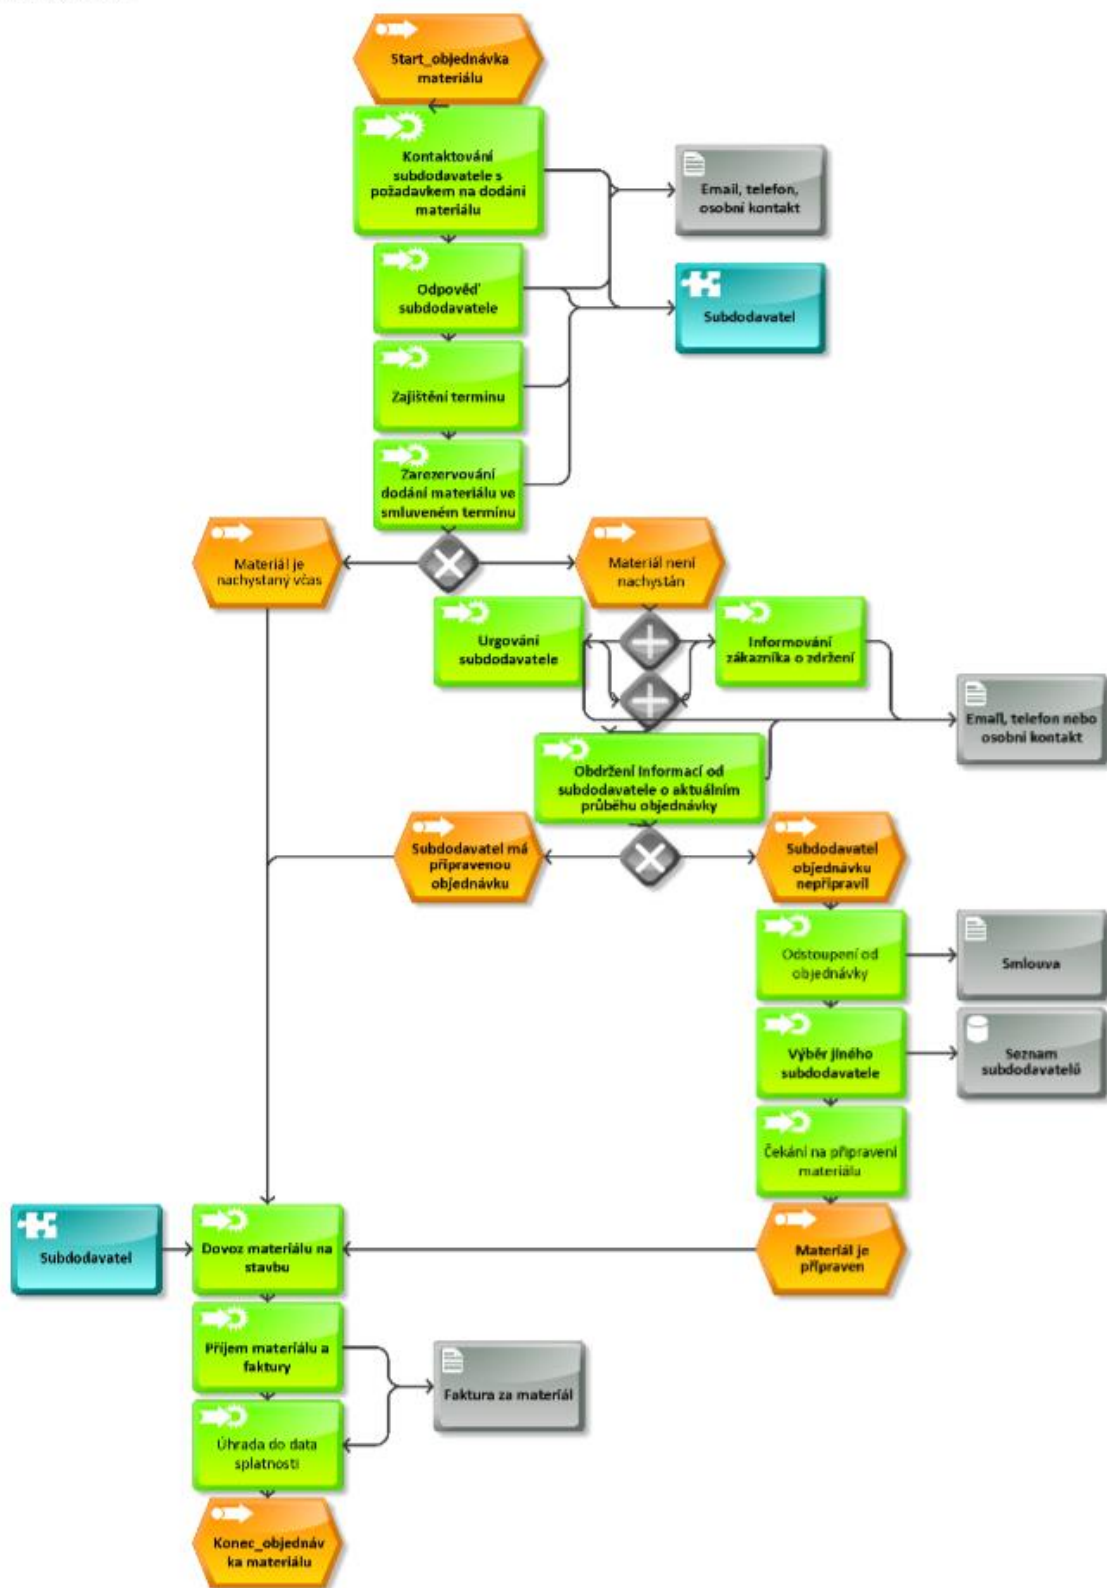 Start_objednávka
materiálu
Kontaktování
subdodavatele s
požadavkem na dodání
materiálu
Email, telefon,
osobní kontakt
Odpověď
subdodavatele
Subdodavatel
Zajištění termínu
Zarezervování
dodání materiálu ve
smluveném termínu
Materiál je
nachystaný včas
Materiál není
nachystán
Urgování
subdodavatele
Informování
zákazníka o zdržení
Email, telefon nebo
osobní kontakt
Obdržení informací od
subdodavatele o aktuálním
průběhu objednávky
Subdodavatel má
připravenou
objednávku
Subdodavatel
objednávku
nepřipravil
Odstoupení od
objednávky
Smlouva
Výběr jiného
subdodavatele
Seznam
subdodavatelů
Čekání na připravení
materiálu
Subdodavatel
Dovoz materiálu na
stavbu
Materiál je
připraven
Příjem materiálu a
faktury
Faktura za materiál
Úhrada do data
splatnosti
Konec_objednáv
ka materiálu